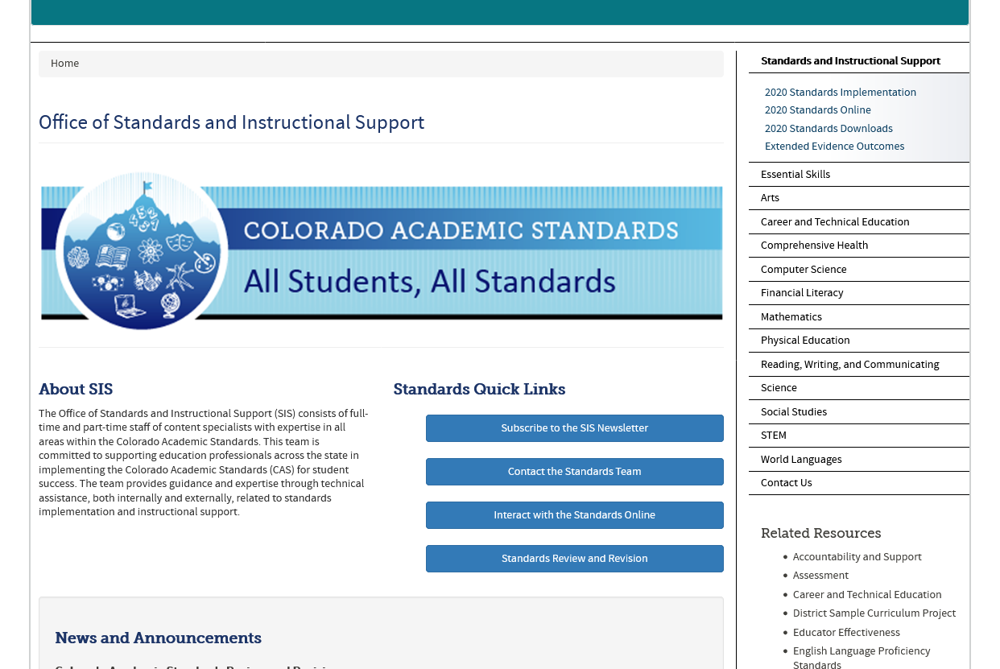 Home
Office of Standards and Instructional Support
COLORADO ACADEMIC STANDARDS
All Students, All Standards
About SIS
The Office of Standards and Instructional Support (SIS) consists of full-
time and part-time staff of content specialists with expertise in all
areas within the Colorado Academic Standards. This team is
committed to supporting education professionals across the state in
implementing the Colorado Academic Standards (CAS) for student
success. The team provides guidance and expertise through technical
assistance, both internally and externally, related to standards
implementation and instructional support.
Standards Quick Links
Subscribe to the SIS Newsletter
Contact the Standards Team
Interact with the Standards Online
Standards Review and Revision
News and Announcements
Standards and Instructional Support
2020 Standards Implementation
2020 Standards Online
2020 Standards Downloads
Extended Evidence Outcomes
Essential Skills
Arts
Career and Technical Education
Comprehensive Health
Computer Science
Financial Literacy
Mathematics
Physical Education
Reading, Writing, and Communicating
Science
Social Studies
STEM
World Languages
Contact Us
Related Resources
Accountability and Support
Assessment
Career and Technical Education
District Sample Curriculum Project
Educator Effectiveness
English Language Proficiency
Standards